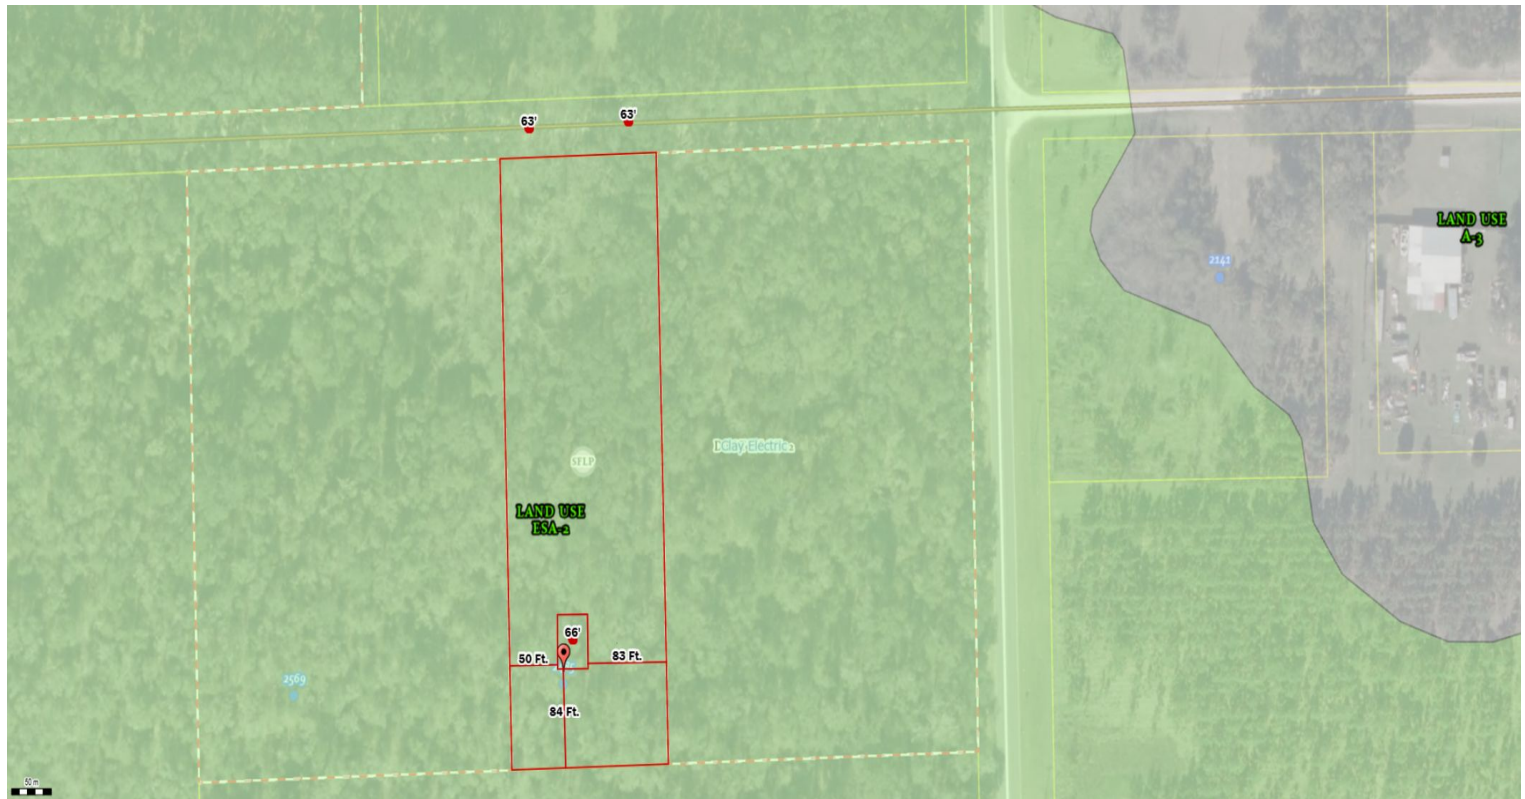 63'
63'
LAND USE
A-3
2141
Clay Electric
SFLP
LAND USE
ESA-2
66'
50 Ft.
83 Ft.
2569
84 Ft.
50 m